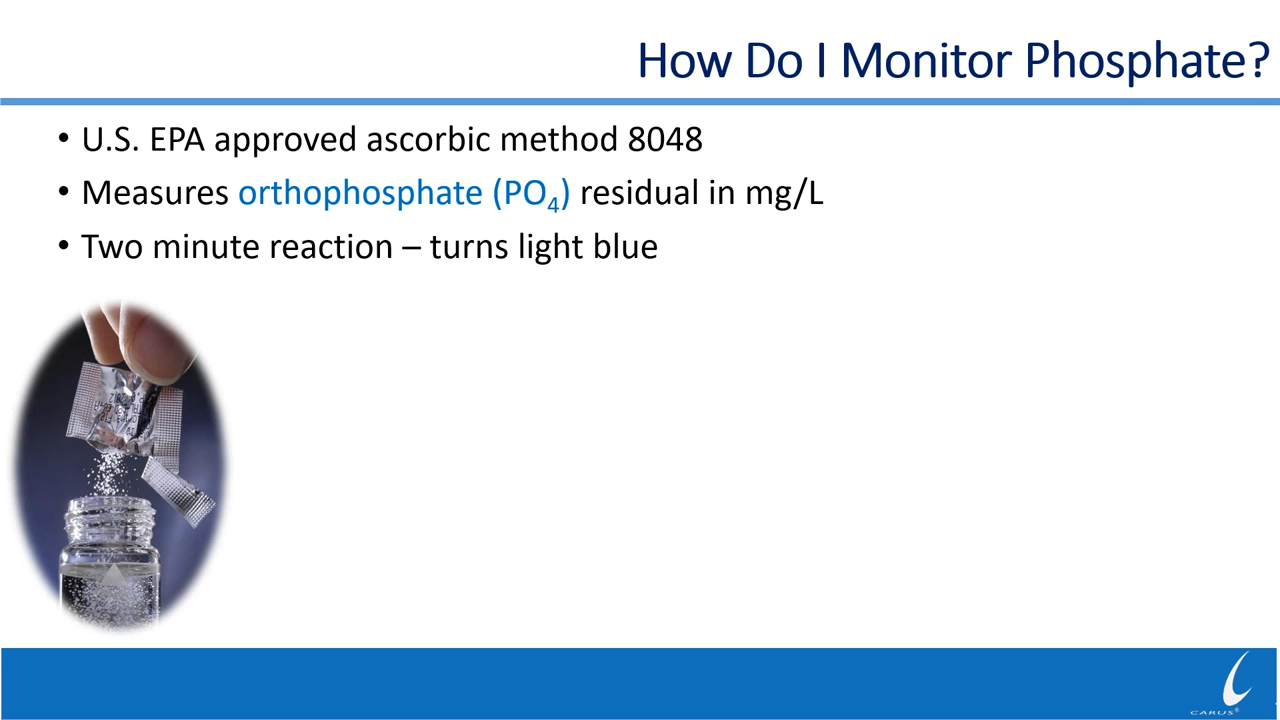 How Do I Monitor Phosphate?
• U.S. EPA approved ascorbic method 8048
• Measures orthophosphate (PO₄) residual in mg/L
• Two minute reaction – turns light blue
CARUS®